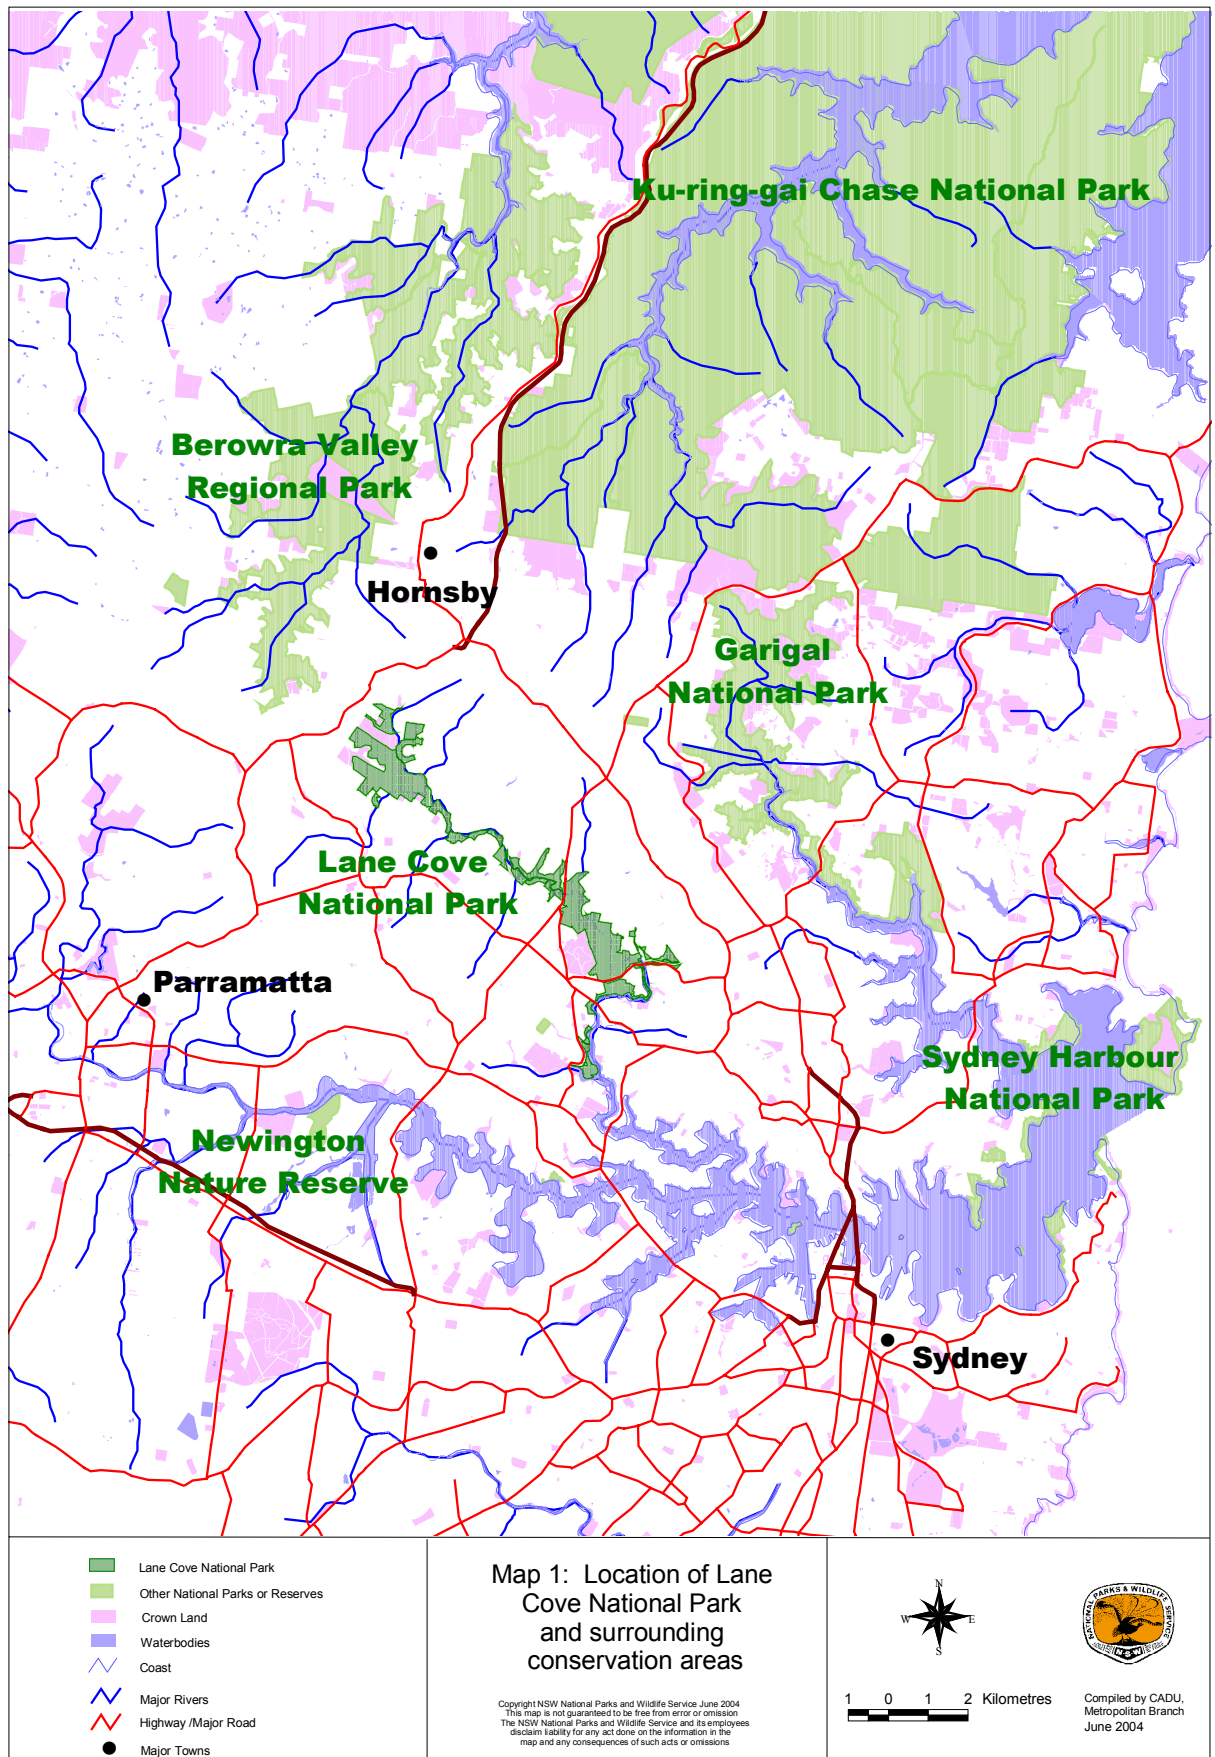 Ku-ring-gai Chase National Park
Berowra Valley
Regional Park
Hornsby
Garigal
National Park
Lane Cove
National Park
Parramatta
Sydney Harbour
National Park
Newington
Nature Reserve
Sydney
Lane Cove National Park
Other National Parks or Reserves
Crown Land
Waterbodies
Coast
Major Rivers
Highway /Major Road
Major Towns
Map 1:  Location of Lane
Cove National Park
and surrounding
conservation areas
Copyright NSW National Parks and Wildlife Service June 2004
This map is not guaranteed to be free from error or omission
The NSW National Parks and Wildlife Service and its employees
disclaim liability for any act done on the information in the
map and any consequences of such acts or omissions
N
W
E
S
1 0 1 2 Kilometres
NATIONAL PARKS & WILDLIFE SERVICE
NSW
Compiled by CADU,
Metropolitan Branch
June 2004